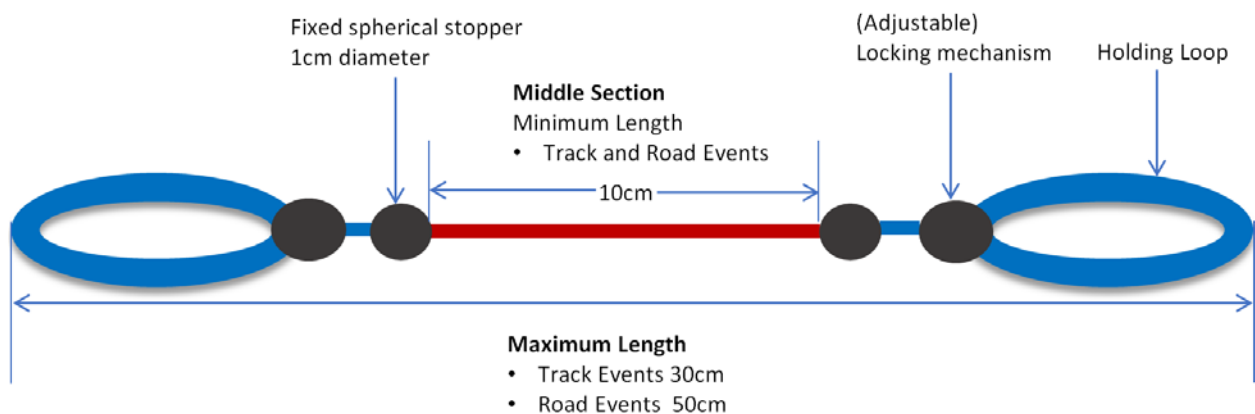 Fixed spherical stopper
1cm diameter
(Adjustable)
Locking mechanism
Holding Loop
Middle Section
Minimum Length
• Track and Road Events
10cm
Maximum Length
• Track Events 30cm
• Road Events 50cm